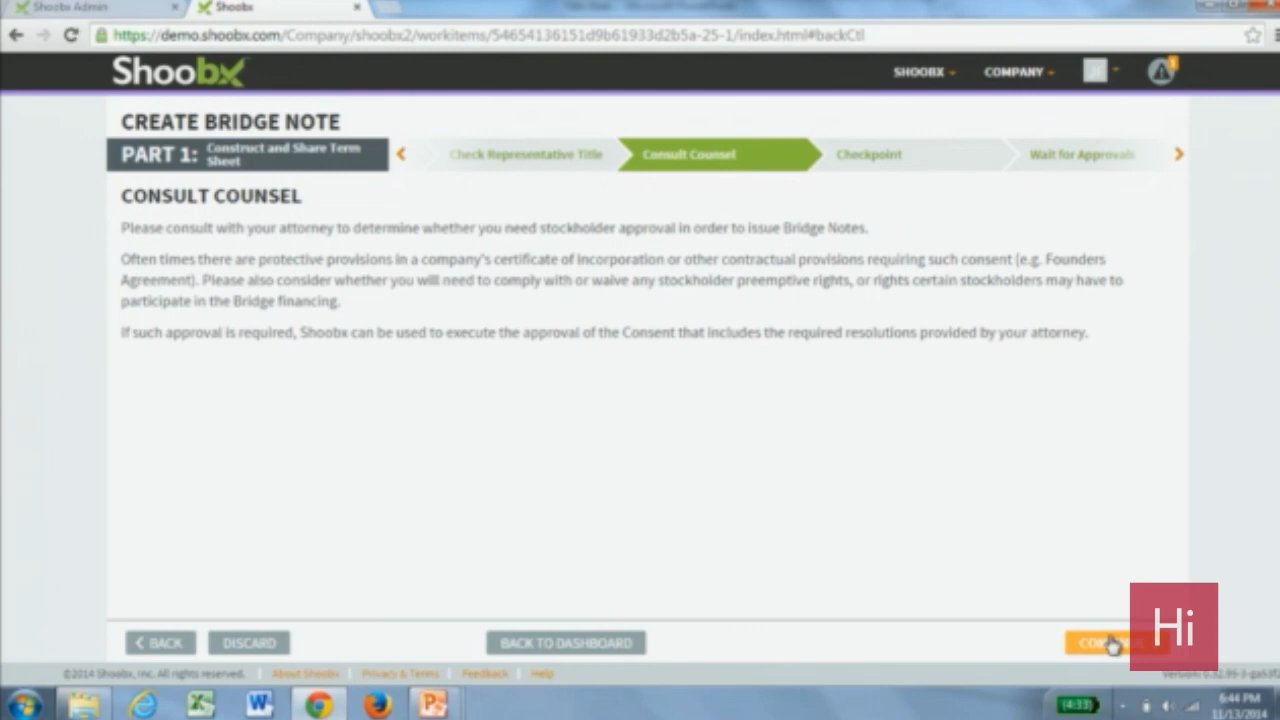 Shoobx Admin
Shoobx
https://demo.shoobx.com/Company/shoobx2/workitems/54654136151d9b61933d2b5a-25-1/index.html#backCtl
Shoobx
SHOOBX
COMPANY
CREATE BRIDGE NOTE
PART 1: Construct and Share Term Sheet
Check Representative Title
Consult Counsel
Checkpoint
Wait for Approvals
CONSULT COUNSEL
Please consult with your attorney to determine whether you need stockholder approval in order to issue Bridge Notes.
Often times there are protective provisions in a company's certificate of incorporation or other contractual provisions requiring such consent (e.g. Founders
Agreement). Please also consider whether you will need to comply with or waive any stockholder preemptive rights, or rights certain stockholders may have to
participate in the Bridge financing.
If such approval is required, Shoobx can be used to execute the approval of the Consent that includes the required resolutions provided by your attorney.
BACK
DISCARD
BACK TO DASHBOARD
Hi
©2014 Shoobx, Inc. All rights reserved.
About Shoobx
Privacy & Terms
Feedback
Help
(4:33)
6:44 PM
11/13/2014